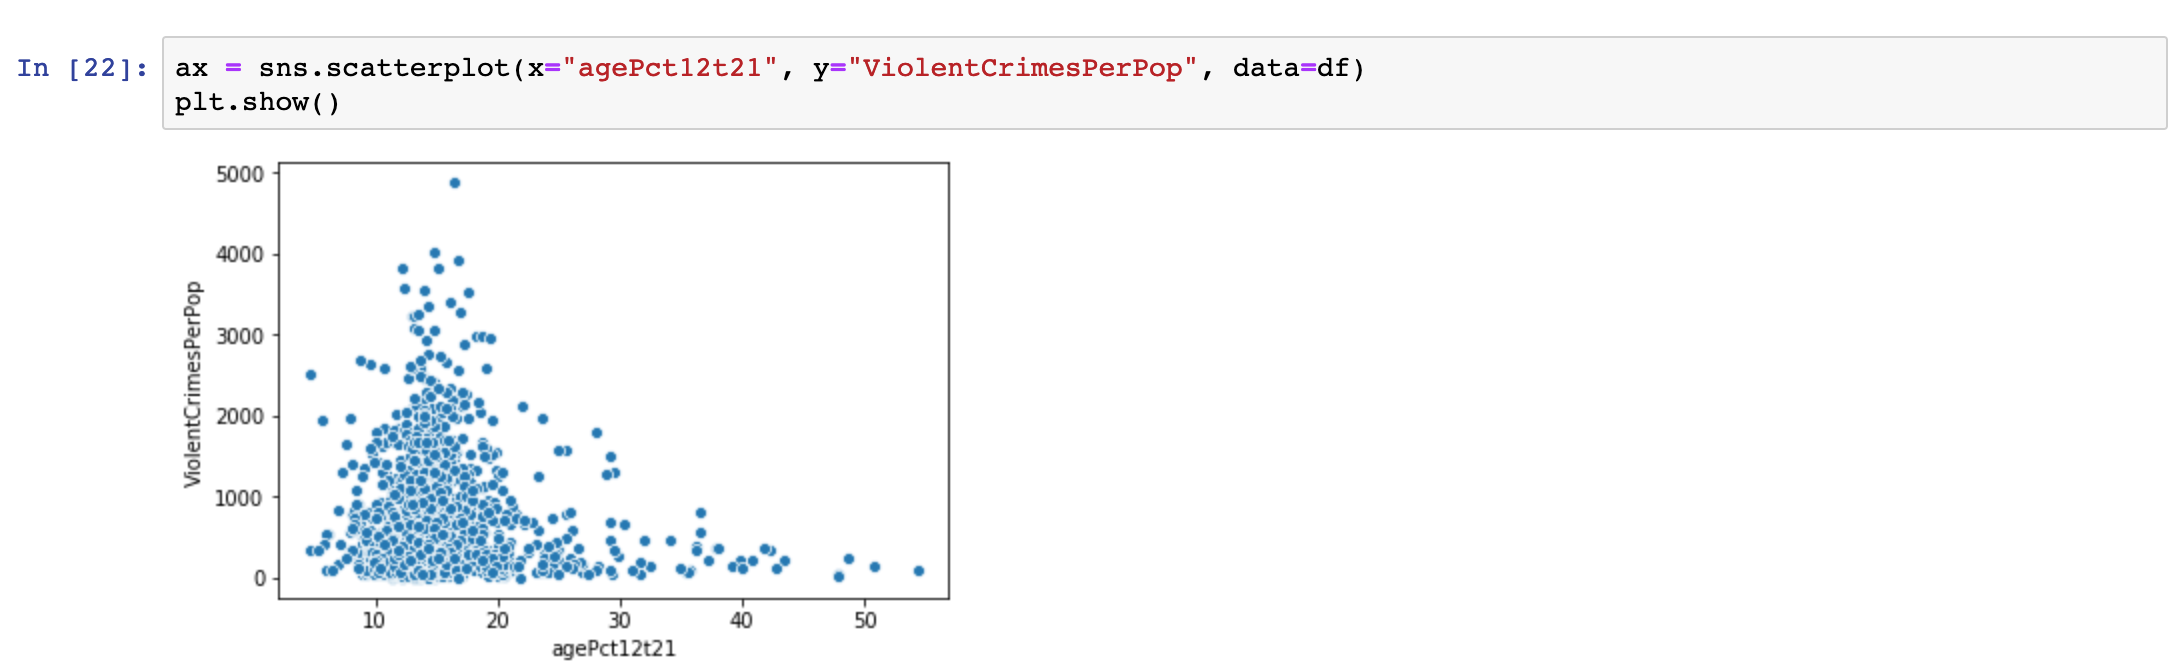 In [22]: ax = sns.scatterplot(x="agePct12t21", y="ViolentCrimesPerPop", data=df)
plt.show()
5000
4000
3000
2000
1000
0
ViolentCrimesPerPop
10 20 30 40 50
agePct12t21